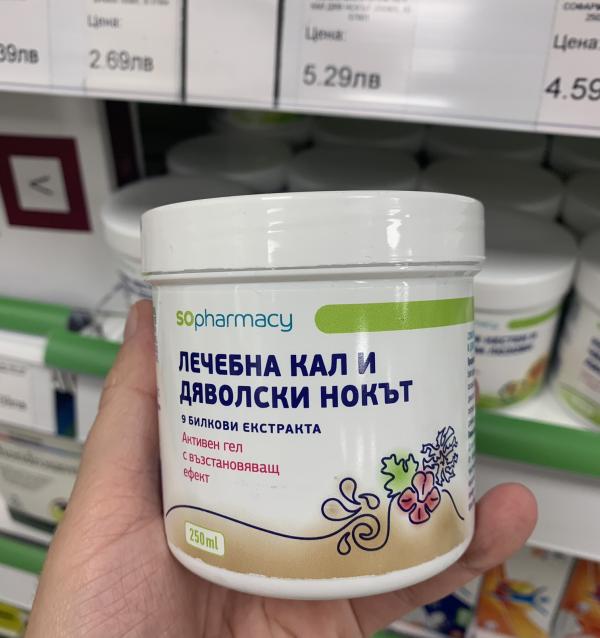 Цена:
2.69лв
Цена:
5.29лв
Цена
4.59
39лв
sopharmacy
ЛЕЧЕБНА КАЛ И
ДЯВОЛСКИ НОКЪТ
9 БИЛКОВИ ЕКСТРАКТА
Активен гел
с възстановяващ
ефект
250ml